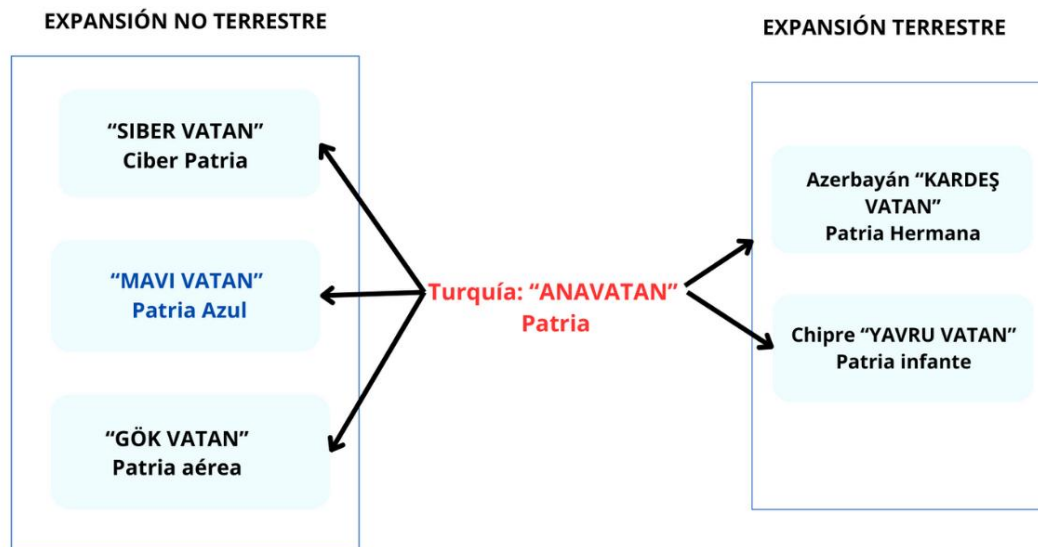 EXPANSIÓN NO TERRESTRE
“SIBER VATAN”
Ciber Patria
“MAVI VATAN”
Patria Azul
“GÖK VATAN”
Patria aérea
Turquía: “ANAVATAN”
Patria
EXPANSIÓN TERRESTRE
Azerbayán “KARDEŞ
VATAN”
Patria Hermana
Chipre “YAVRU VATAN”
Patria infante